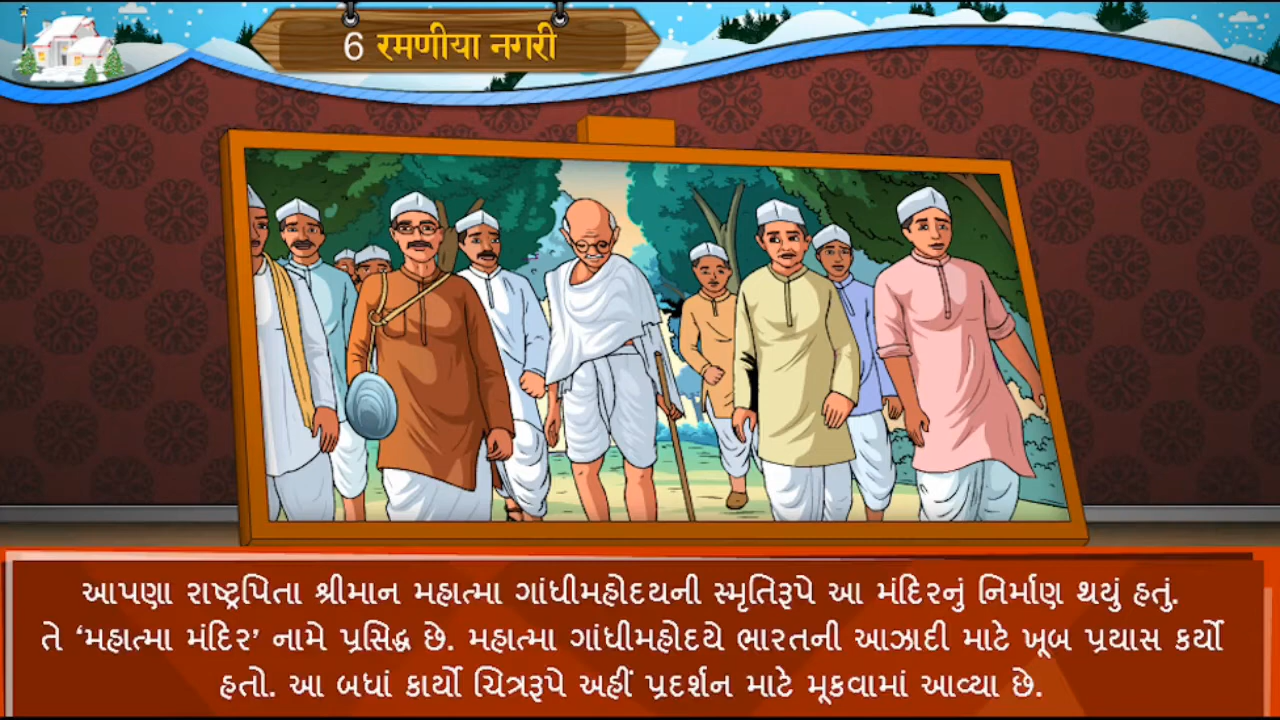 6 रमणीया नगरी
આપણા રાષ્ટ્રપિતા શ્રીમાન મહાત્મા ગાંધીમહોદયની સ્મૃતિરૂપે આ મંદિરનું નિર્માણ થયું હતું.
તે ‘મહાત્મા મંદિર’ નામે પ્રસિદ્ધ છે. મહાત્મા ગાંધીમહોદયે ભારતની આઝાદી માટે ખૂબ પ્રયાસ કર્યો
હતો. આ બધાં કાર્યો ચિત્રરૂપે અહીં પ્રદર્શન માટે મૂકવામાં આવ્યા છે.